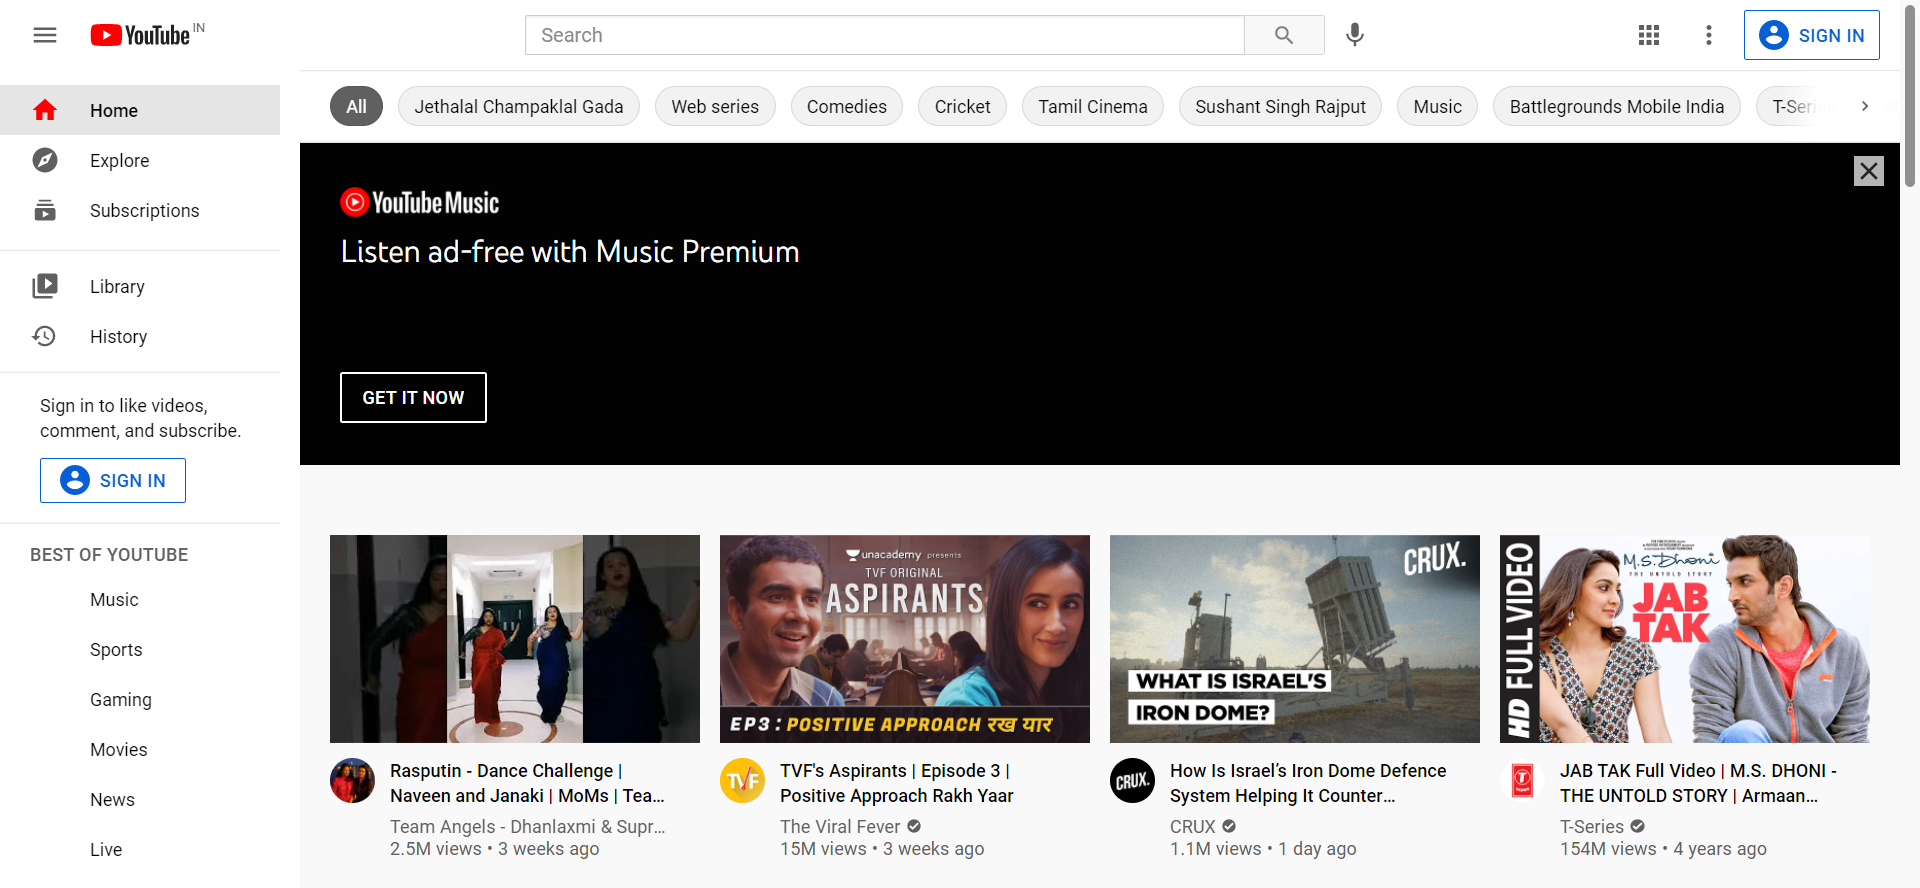 YouTube IN
Search
SIGN IN
Home
Explore
Subscriptions
Library
History
Sign in to like videos,
comment, and subscribe.
SIGN IN
BEST OF YOUTUBE
Music
Sports
Gaming
Movies
News
Live
All
Jethalal Champaklal Gada
Web series
Comedies
Cricket
Tamil Cinema
Sushant Singh Rajput
Music
Battlegrounds Mobile India
T-Seri
YouTube Music
Listen ad-free with Music Premium
GET IT NOW
unacademy presents
TVF ORIGINAL
ASPIRANTS
EP3 : POSITIVE APPROACH रख यार
CRUX.
WHAT IS ISRAEL'S
IRON DOME?
HD FULL VIDEO
M.S.Dhoni
THE UNTOLD STORY
JAB
TAK
Rasputin - Dance Challenge |
Naveen and Janaki | MoMs | Tea...
Team Angels - Dhanlaxmi & Supr...
2.5M views • 3 weeks ago
TVF
TVF's Aspirants | Episode 3 |
Positive Approach Rakh Yaar
The Viral Fever
15M views • 3 weeks ago
CRUX.
How Is Israel’s Iron Dome Defence
System Helping It Counter...
CRUX
1.1M views • 1 day ago
T
JAB TAK Full Video | M.S. DHONI -
THE UNTOLD STORY | Armaan...
T-Series
154M views • 4 years ago